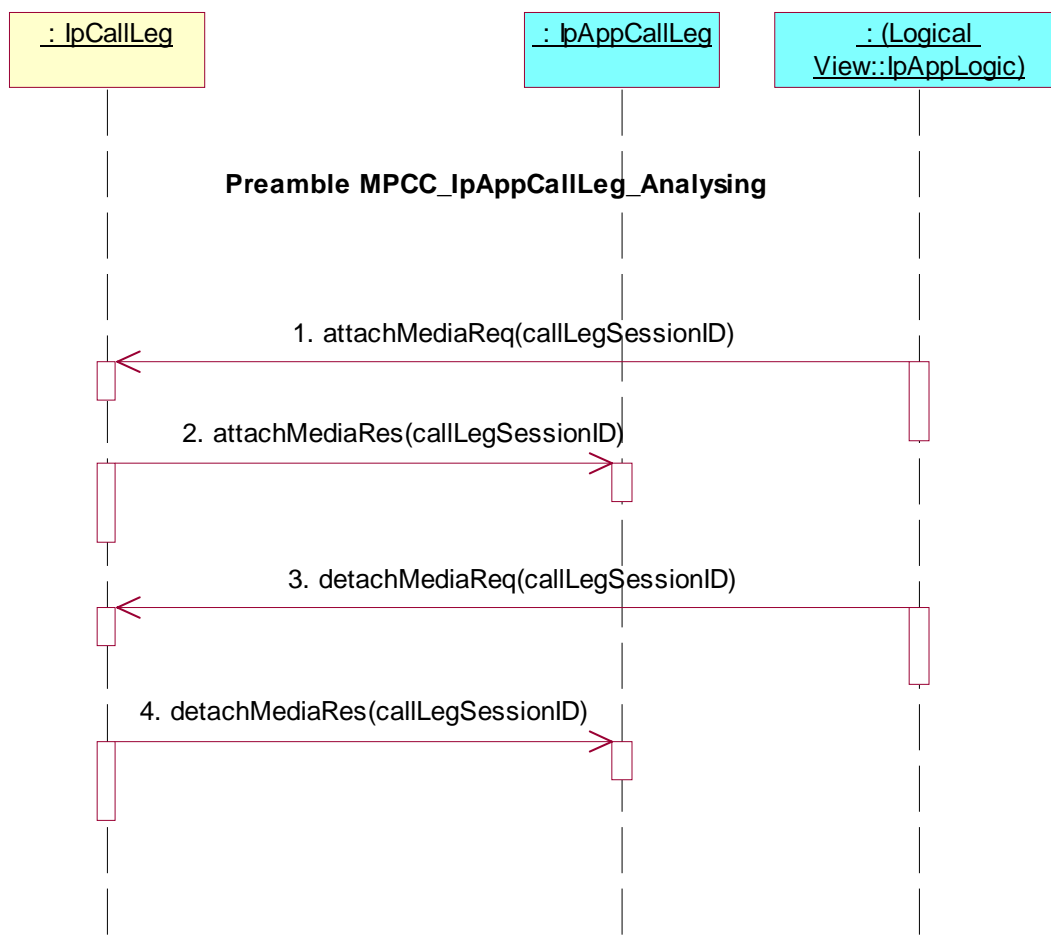 : IpCallLeg
: IpAppCallLeg
: (Logical
View::IpAppLogic)
Preamble MPCC_IpAppCallLeg_Analysing
1. attachMediaReq(callLegSessionID)
2. attachMediaRes(callLegSessionID)
3. detachMediaReq(callLegSessionID)
4. detachMediaRes(callLegSessionID)